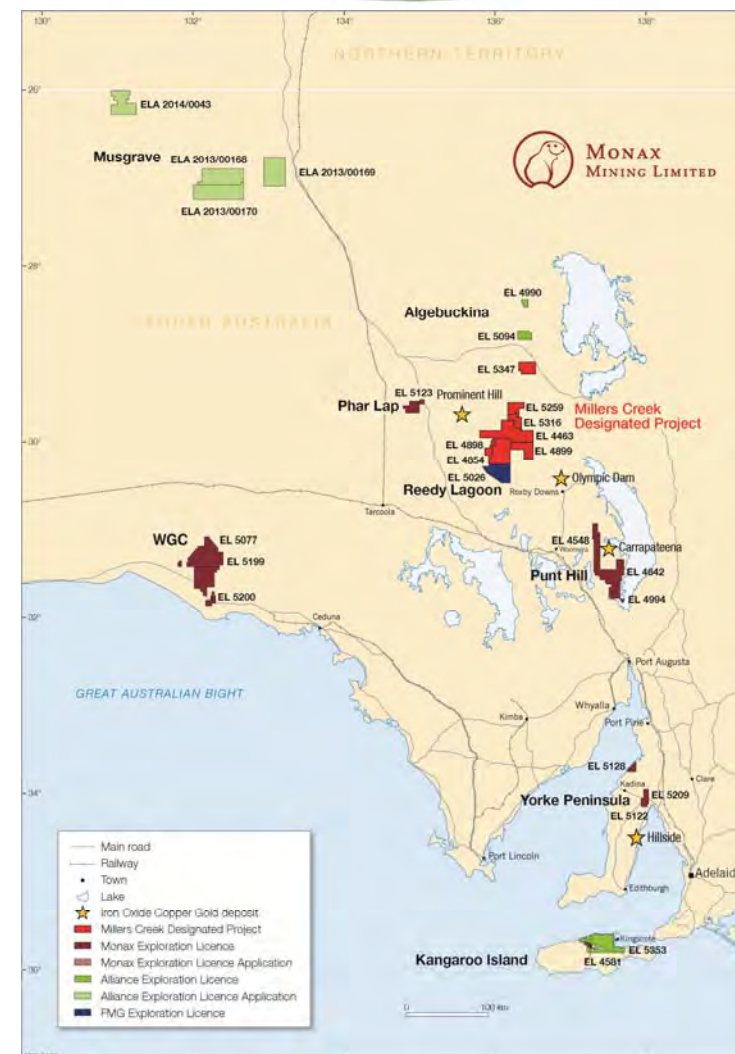 130°
132°
134°
136°
138°
NORTHERN TERRITORY
26°
ELA 2014/0043
Musgrave
ELA 2013/00168
ELA 2013/00169
ELA 2013/00170
MONAX
MINING LIMITED
28°
SOUTH AUSTRALIA
EL 4990
Algebuckina
EL 5094
EL 5347
EL 5123
Prominent Hill
Phar Lap
EL 5259
EL 5316
Millers Creek
Designated Project
30°
EL 4463
EL 4898
EL 4899
EL 4854
EL 5026
Reedy Lagoon
Olympic Dam
Roxby Downs
Tarcoola
WGC
EL 5077
EL 5199
EL 5200
EL 4548
Woomera
Carrapateena
Punt Hill
EL 4642
EL 4994
32°
Ceduna
Port Augusta
GREAT AUSTRALIAN BIGHT
Whyalla
Kimba
Port Pirie
EL 5128
Clare
Kadina
34°
Yorke Peninsula
EL 5209
EL 5122
Hillside
Port Lincoln
Adelaid
Edithburgh
Main road
Railway
Town
Lake
Iron Oxide Copper Gold deposit
Millers Creek Designated Project
Monax Exploration Licence
Monax Exploration Licence Application
Alliance Exploration Licence
Alliance Exploration Licence Application
FMG Exploration Licence
Kingscote
Kangaroo Island
EL 5353
EL 4581
36°
0
100 km